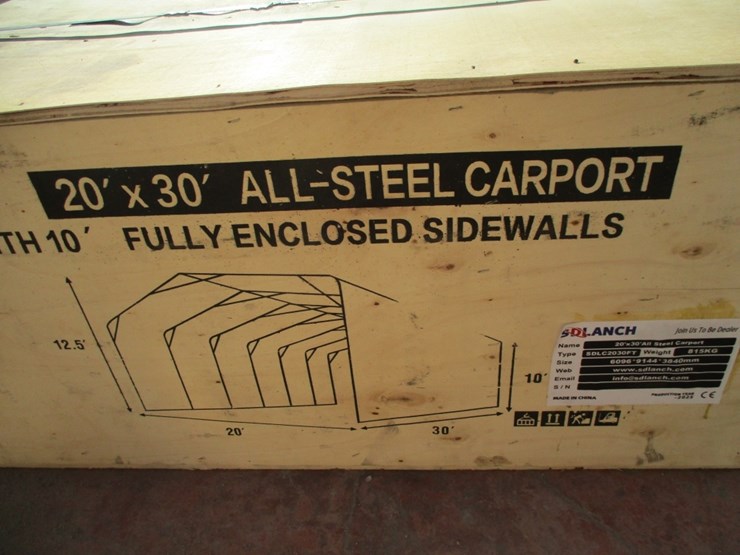 20' x 30' ALL-STEEL CARPORT
TH 10' FULLY ENCLOSED SIDEWALLS
12.5'
20'
30'
10'
SDLANCH Join Us To Be Dealer
Name 20'x30'All Steel Carport
Type SDLC2030FT Weight 815KG
Size 6096*9144*3840mm
Web www.sdlanch.com
Email info@sdlanch.com
S/N
MADE IN CHINA
CE